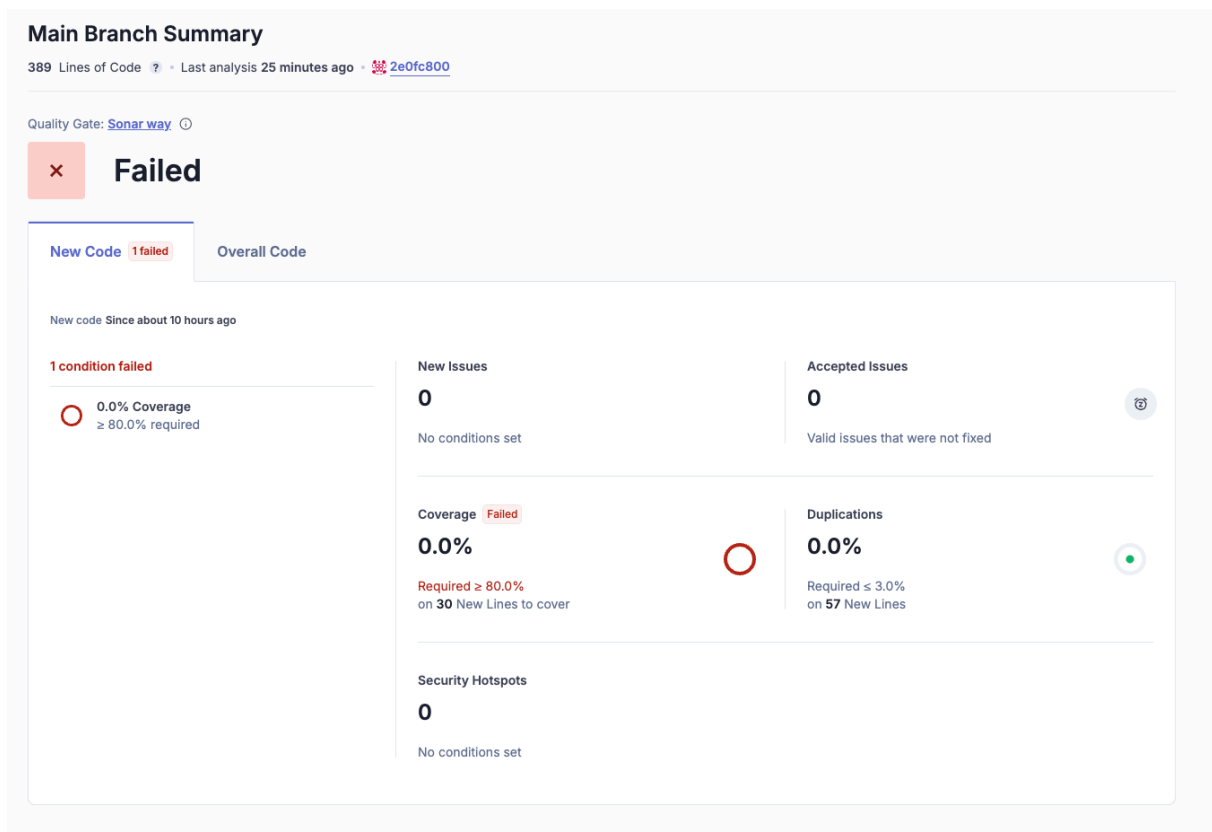 Main Branch Summary
389 Lines of Code ? • Last analysis 25 minutes ago • 2e0fc800
Quality Gate: Sonar way
Failed
New Code 1 failed
Overall Code
New code Since about 10 hours ago
1 condition failed
0.0% Coverage
≥ 80.0% required
New Issues
0
No conditions set
Accepted Issues
0
Valid issues that were not fixed
Coverage Failed
0.0%
Required ≥ 80.0%
on 30 New Lines to cover
Duplications
0.0%
Required ≤ 3.0%
on 57 New Lines
Security Hotspots
0
No conditions set